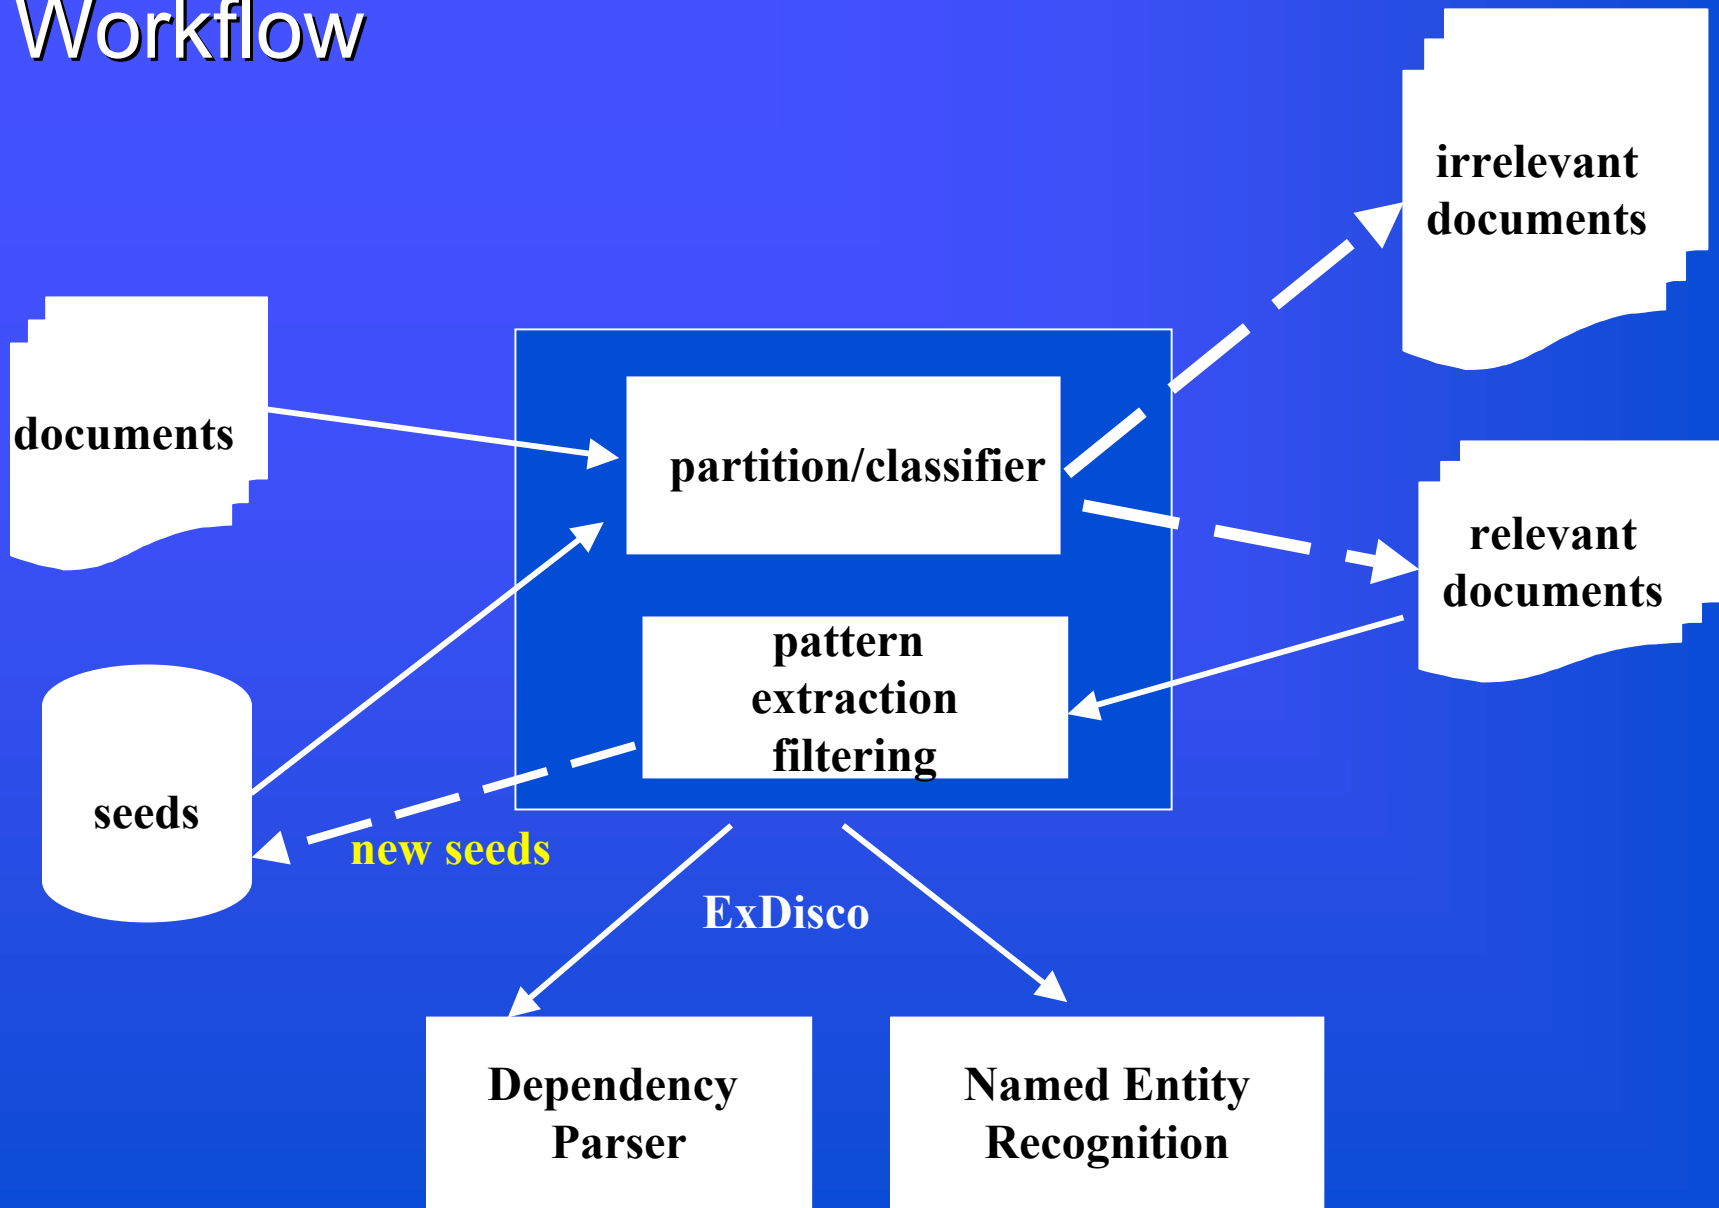 Workflow
irrelevant
documents
documents
partition/classifier
relevant
documents
pattern
extraction
filtering
seeds
new seeds
ExDisco
Dependency
Parser
Named Entity
Recognition